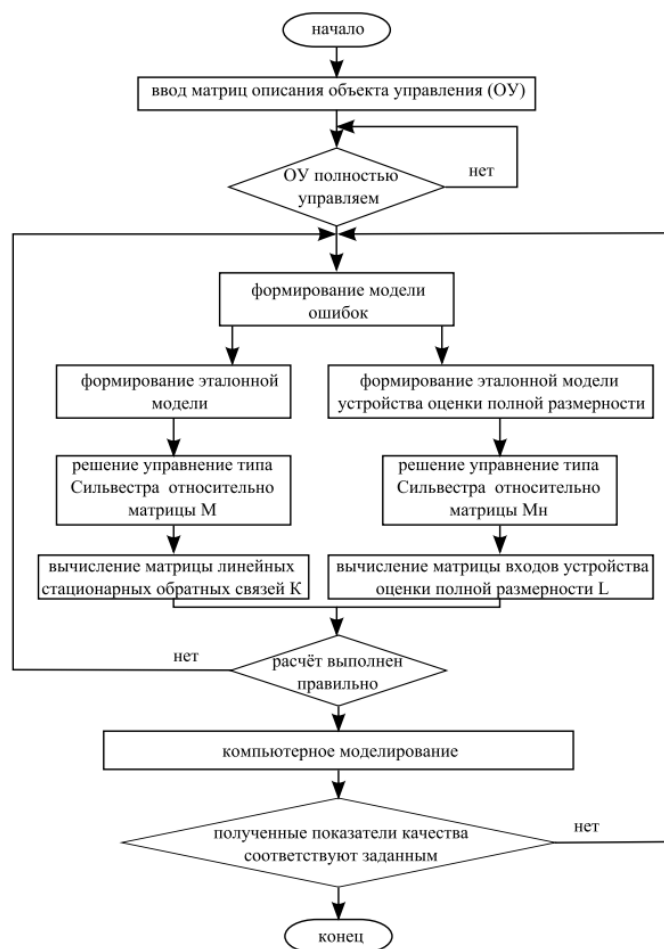 начало
ввод матриц описания объекта управления (ОУ)
ОУ полностью
управляем
нет
формирование модели
ошибок
формирование эталонной
модели
формирование эталонной модели
устройства оценки полной размерности
решение управнение типа
Сильвестра относительно
матрицы М
решение управнение типа
Сильвестра относительно
матрицы Мн
вычисление матрицы линейных
стационарных обратных связей К
вычисление матрицы входов устройства
оценки полной размерности L
нет
расчёт выполнен
правильно
компьютерное моделирование
полученные показатели качества
соответствуют заданным
нет
конец